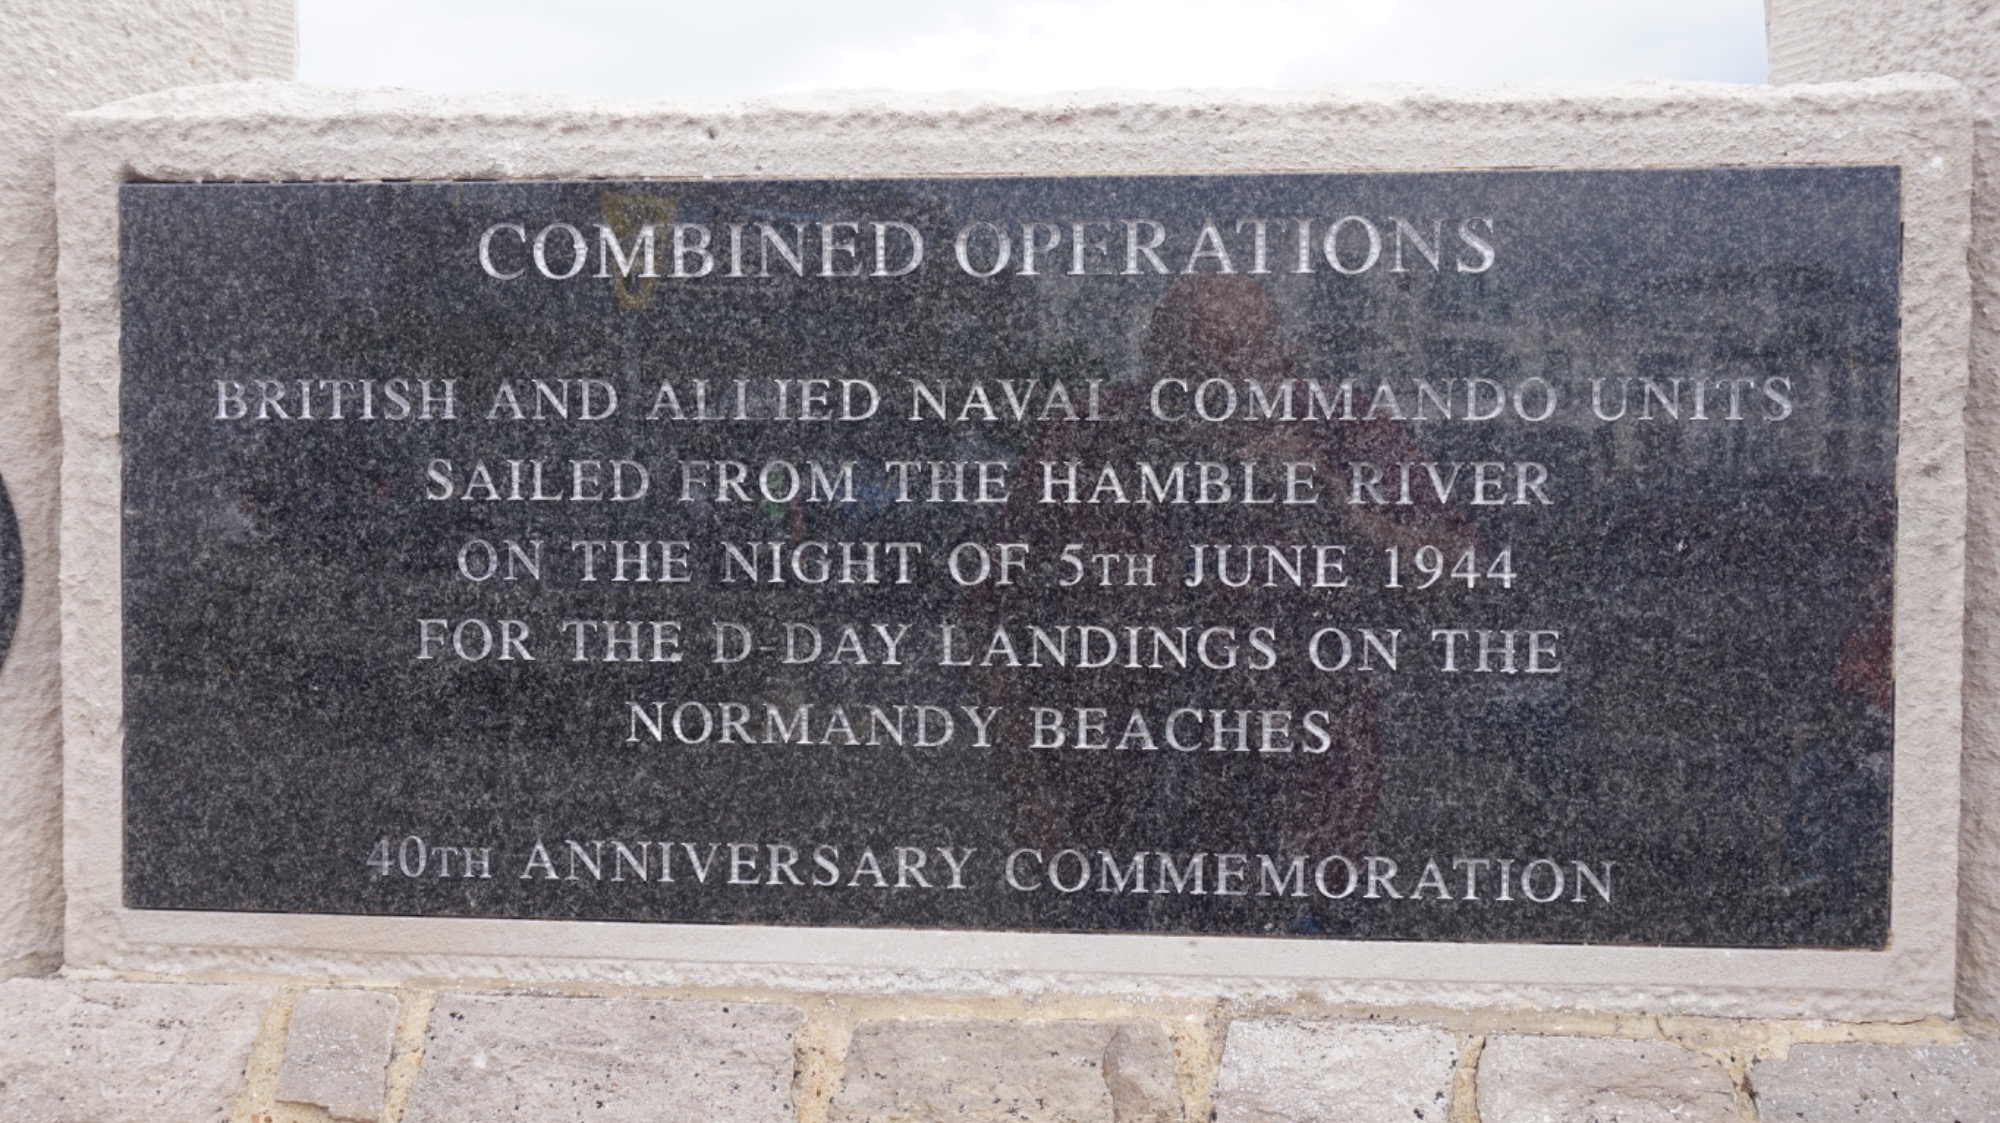 COMBINED OPERATIONS
BRITISH AND ALLIED NAVAL COMMANDO UNITS
SAILED FROM THE HAMBLE RIVER
ON THE NIGHT OF 5TH JUNE 1944
FOR THE D-DAY LANDINGS ON THE
NORMANDY BEACHES
40TH ANNIVERSARY COMMEMORATION